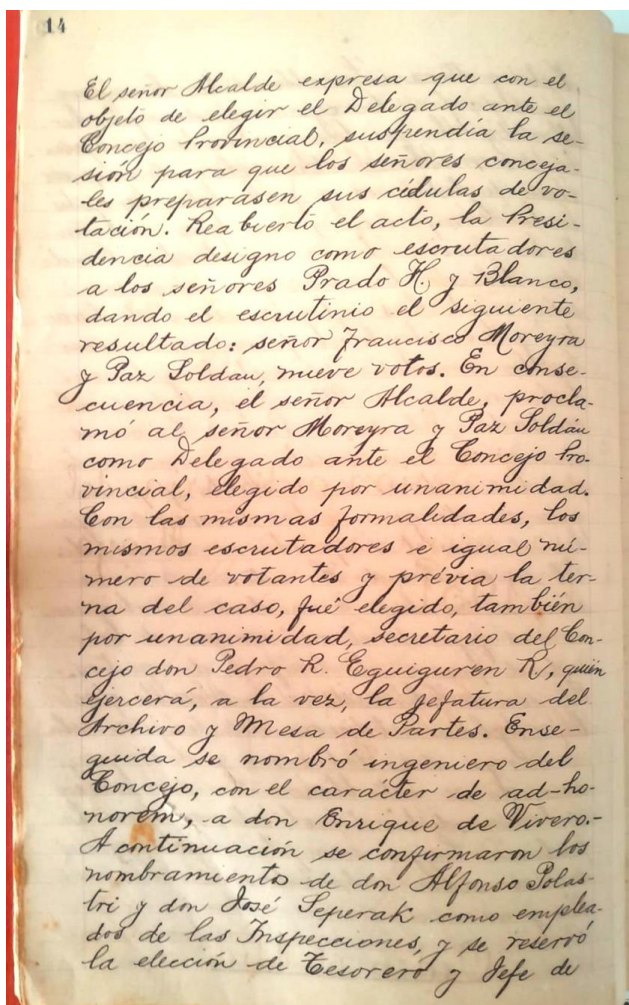 14
El señor Alcalde expresa que con el
objeto de elegir el Delegado ante el
Concejo Provincial, suspendía la se-
sión para que los señores conceja-
les preparasen sus cédulas de vo-
tación. Reabierto el acto, la Presi-
dencia designo como escrutadores
a los señores Prado H. y Blanco,
dando el escrutinio el siguiente
resultado: señor Francisco Moreyra
y Paz Soldan, nueve votos. En conse-
cuencia, el señor Alcalde, procla-
mó al señor Moreyra y Paz Soldán
como Delegado ante el Concejo Pro-
vincial, elegido por unanimidad.
Con las mismas formalidades, los
mismos escrutadores e igual nú-
mero de votantes y prévia la ter-
na del caso, fué elegido, también
por unanimidad, secretario del Con-
cejo don Pedro R. Eguiguren R, quién
ejercerá, a la vez, la Jefatura del
Archivo y Mesa de Partes. Ense-
guida se nombró ingeniero del
Concejo, con el carácter de ad-ho-
norem, a don Enrique de Vivero.-
A continuación se confirmaron los
nombramientos de don Alfonso Polas-
tri y don José Seperak como emplea-
dos de las Inspecciones, y se reservó
la elección de Tesorero y Jefe de